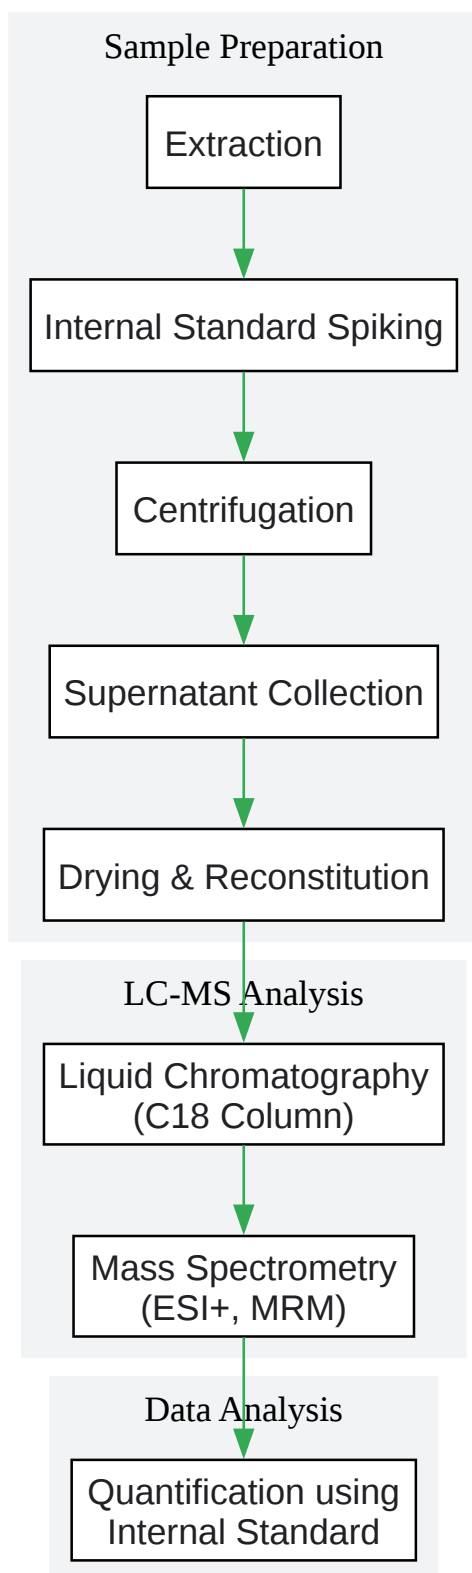 Sample Preparation
Extraction
Internal Standard Spiking
Centrifugation
Supernatant Collection
Drying & Reconstitution
LC-MS Analysis
Liquid Chromatography
(C18 Column)
Mass Spectrometry
(ESI+, MRM)
Data Analysis
Quantification using
Internal Standard